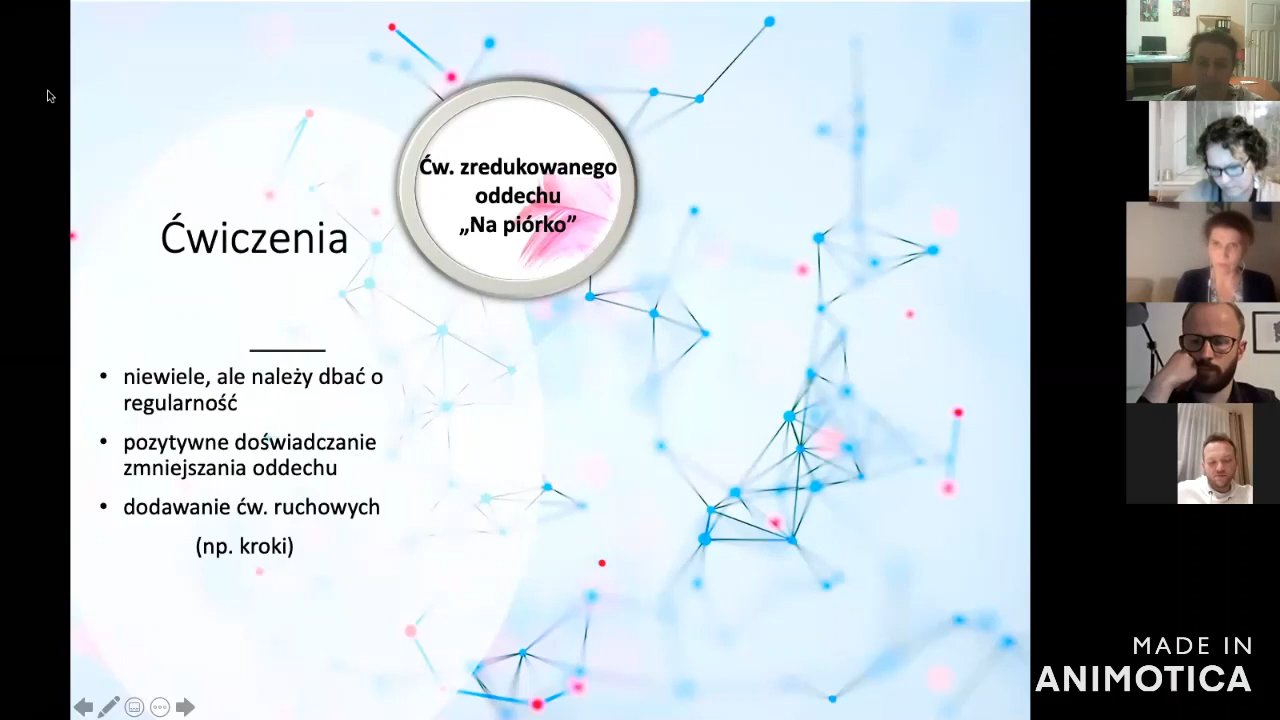 Ćw. zredukowanego
oddechu
„Na piórko”
Ćwiczenia
• niewiele, ale należy dbać o
regularność
• pozytywne doświadczanie
zmniejszania oddechu
• dodawanie ćw. ruchowych
(np. kroki)
MADE IN
ANIMOTICA